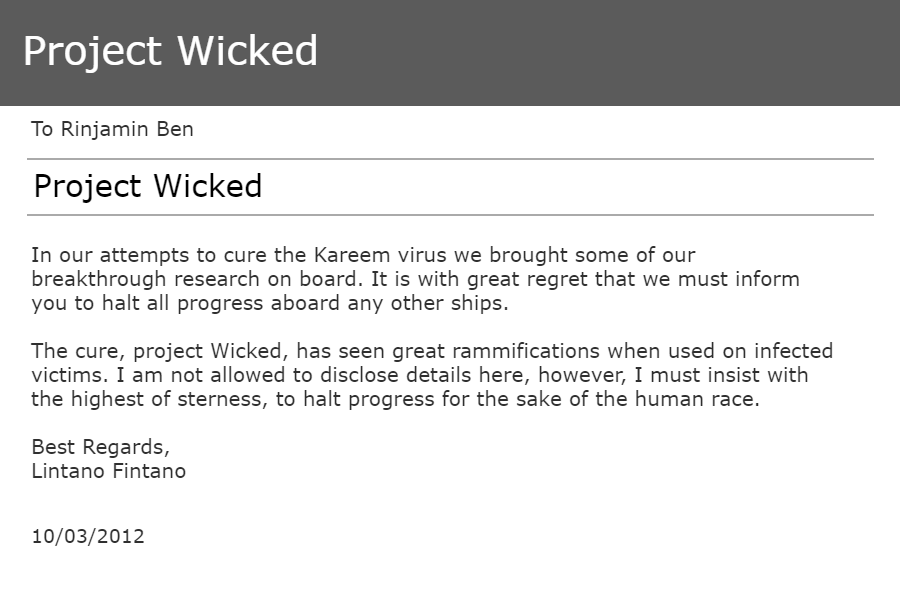 Project Wicked
To Rinjamin Ben
Project Wicked
In our attempts to cure the Kareem virus we brought some of our
breakthrough research on board. It is with great regret that we must inform
you to halt all progress aboard any other ships.
The cure, project Wicked, has seen great rammifications when used on infected
victims. I am not allowed to disclose details here, however, I must insist with
the highest of sterness, to halt progress for the sake of the human race.
Best Regards,
Lintano Fintano
10/03/2012